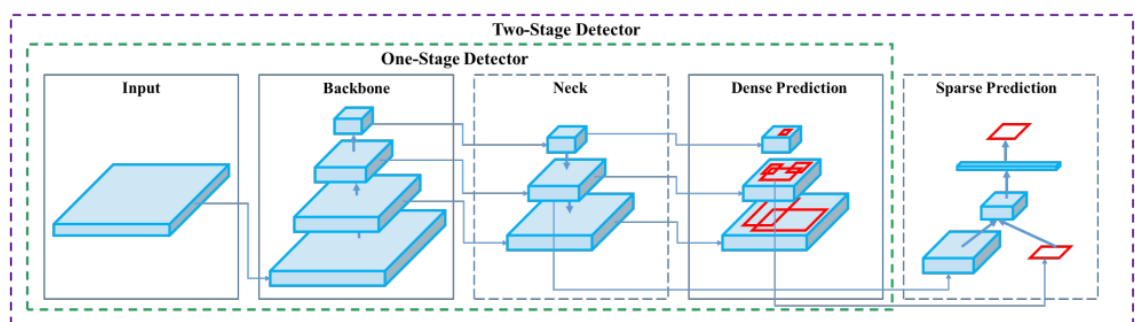 Two-Stage Detector
One-Stage Detector
Input
Backbone
Neck
Dense Prediction
Sparse Prediction